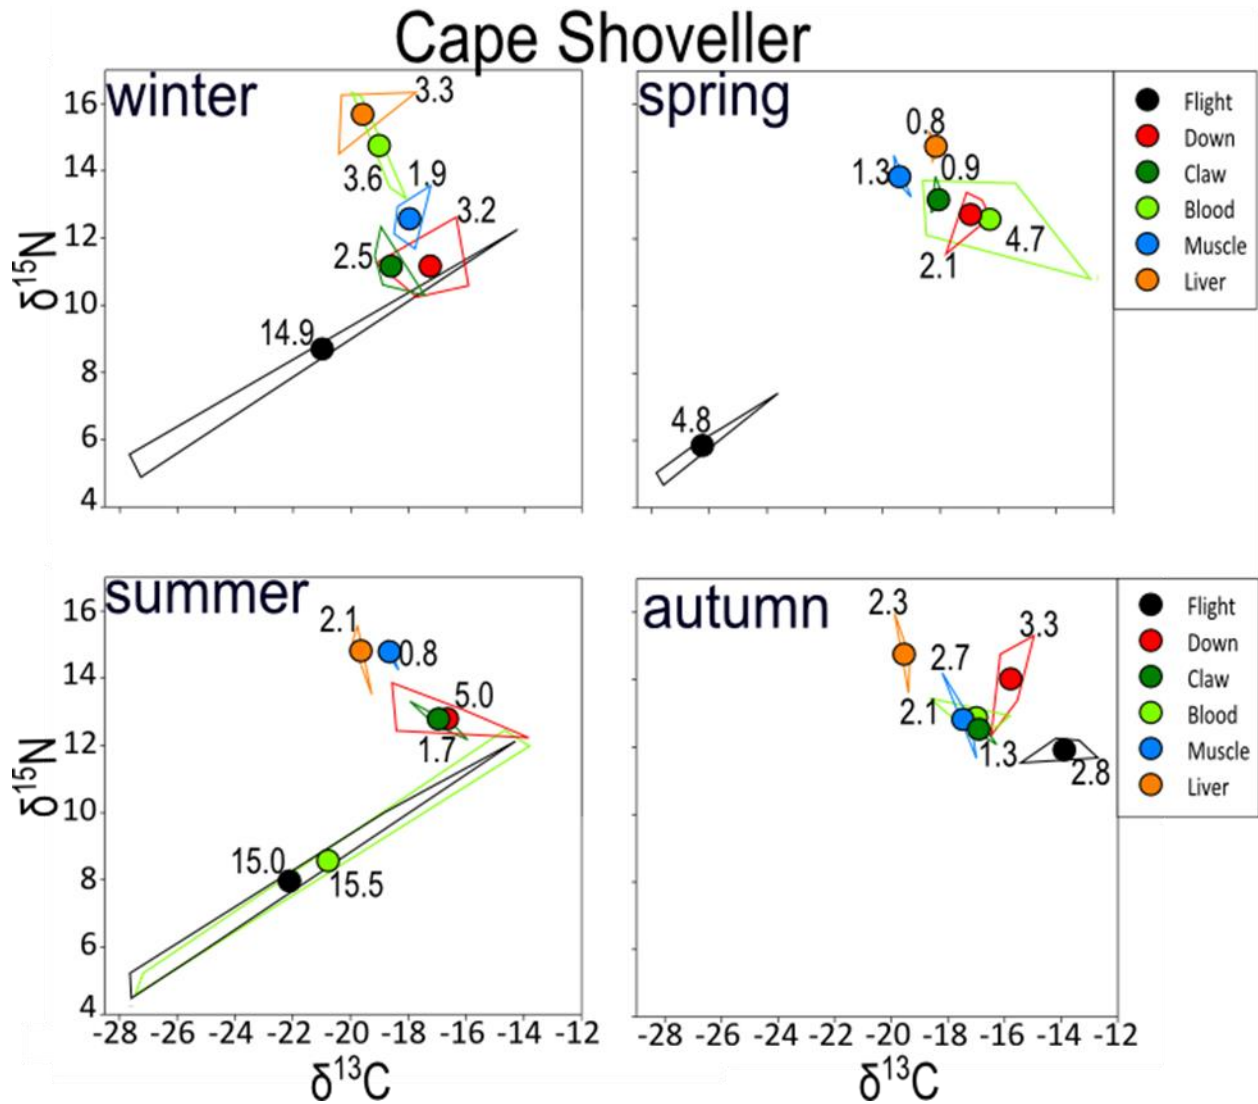 Cape Shoveller
winter
3.3
3.6
1.9
3.2
2.5
14.9
16
14
12
10
8
6
4
δ15N
spring
0.8
1.3
0.9
4.7
2.1
4.8
Flight
Down
Claw
Blood
Muscle
Liver
summer
2.1
0.8
5.0
1.7
15.0
15.5
16
14
12
10
8
6
4
δ15N
-28 -26 -24 -22 -20 -18 -16 -14 -12
δ13C
autumn
2.3
3.3
2.7
2.1
1.3
2.8
-28 -26 -24 -22 -20 -18 -16 -14 -12
δ13C
Flight
Down
Claw
Blood
Muscle
Liver